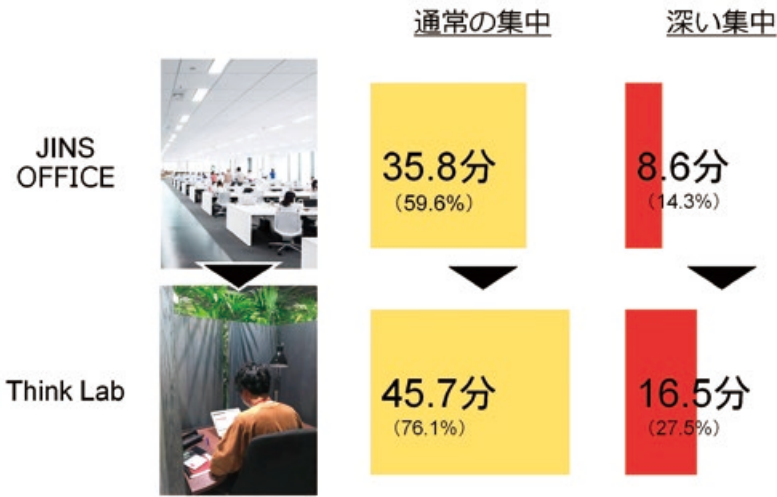 通常の集中
深い集中
JINS
OFFICE
35.8分
(59.6%)
8.6分
(14.3%)
Think Lab
45.7分
(76.1%)
16.5分
(27.5%)